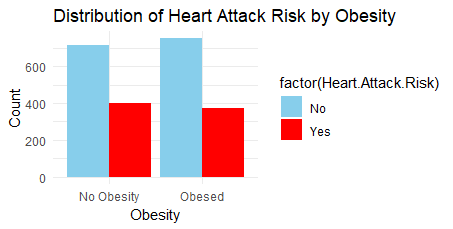 Distribution of Heart Attack Risk by Obesity
Count
600
400
200
0
No Obesity
Obesed
Obesity
factor(Heart.Attack.Risk)
No
Yes